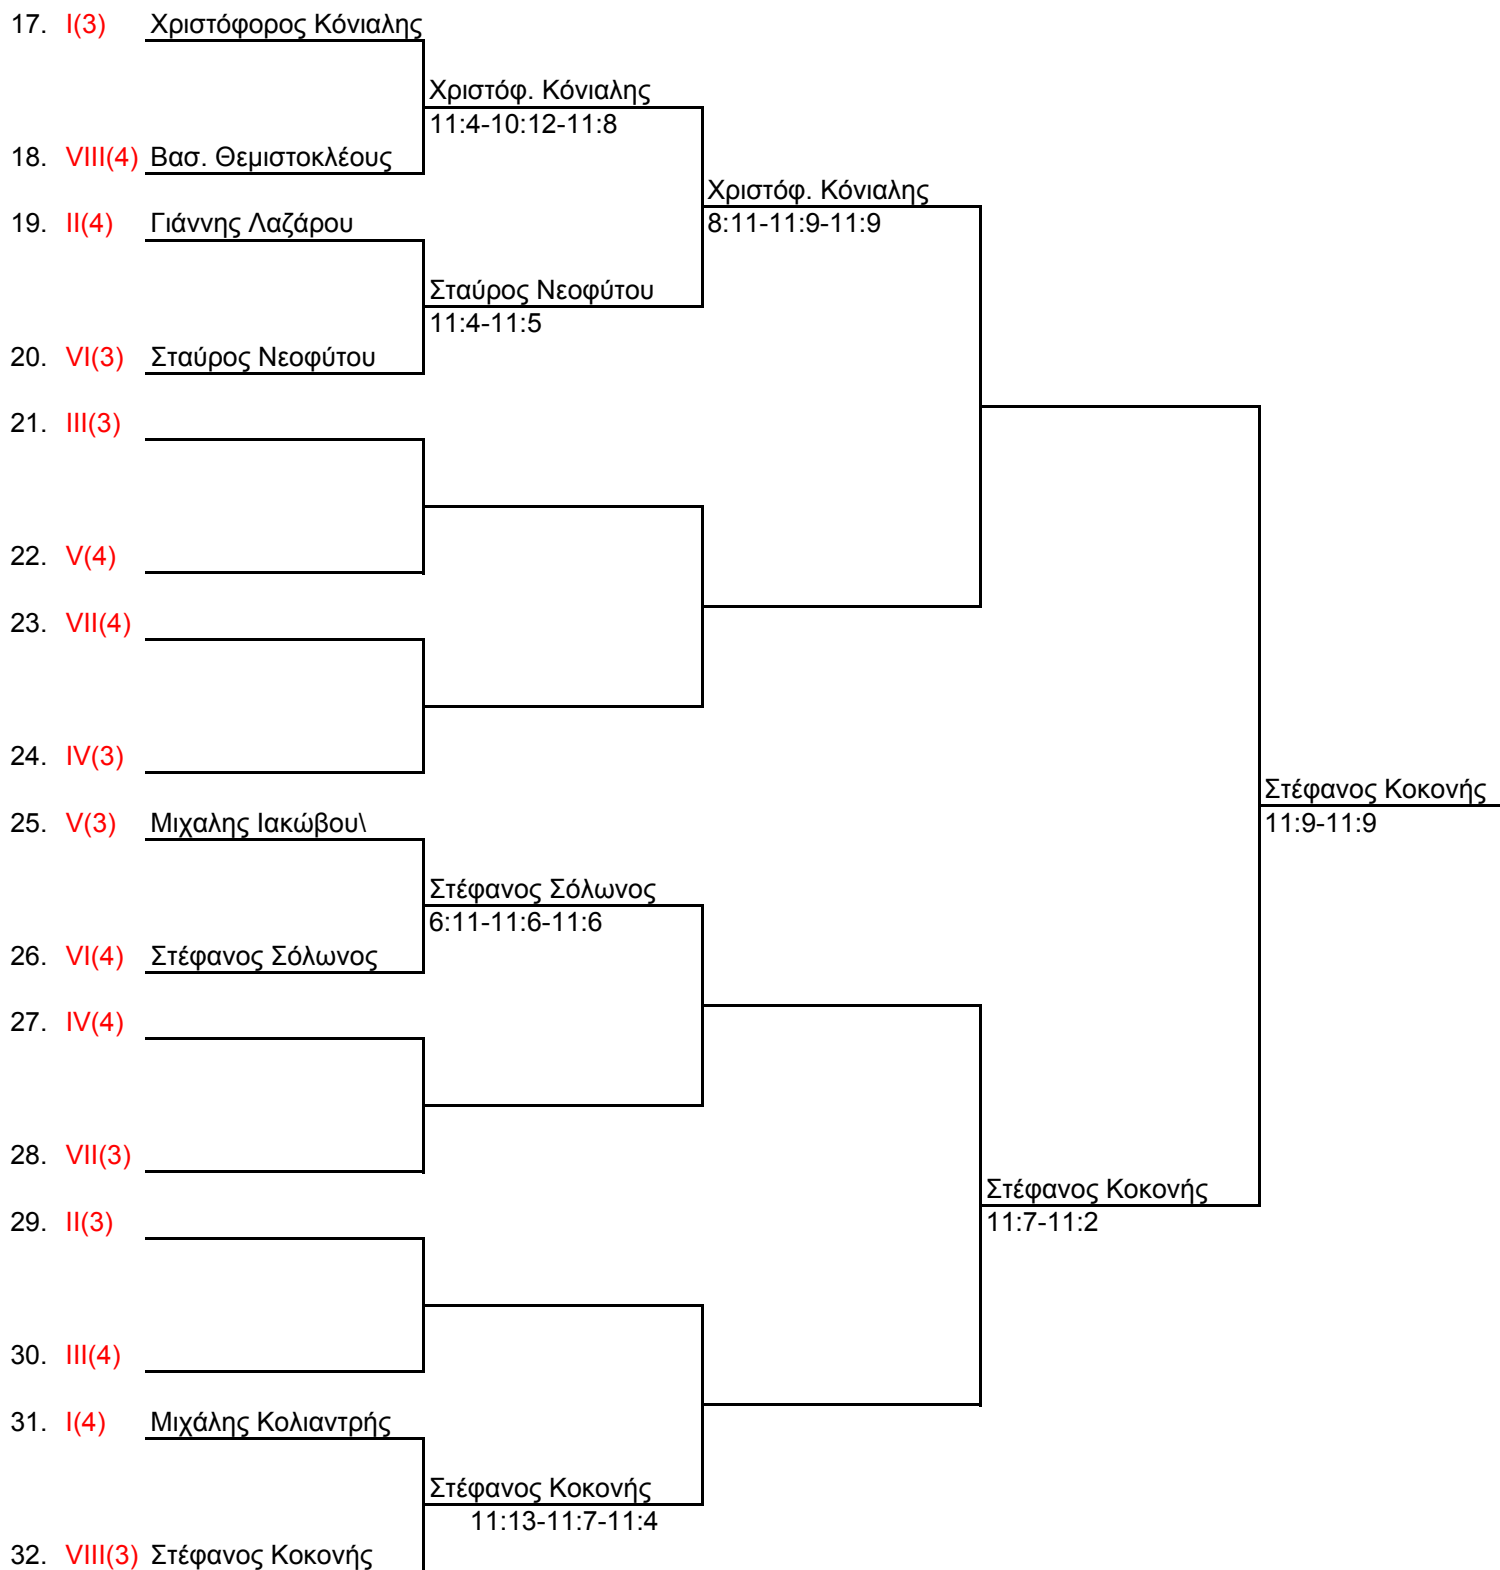 17. I(3) Χριστόφορος Κόνιαλης
Χριστόφ. Κόνιαλης
11:4-10:12-11:8
18. VIII(4) Βασ. Θεμιστοκλέους
Χριστόφ. Κόνιαλης
8:11-11:9-11:9
19. II(4) Γιάννης Λαζάρου
Σταύρος Νεοφύτου
11:4-11:5
20. VI(3) Σταύρος Νεοφύτου
21. III(3)
22. V(4)
23. VII(4)
24. IV(3)
Στέφανος Κοκονής
11:9-11:9
25. V(3) Μιχαλης Ιακώβου\
Στέφανος Σόλωνος
6:11-11:6-11:6
26. VI(4) Στέφανος Σόλωνος
27. IV(4)
28. VII(3)
Στέφανος Κοκονής
11:7-11:2
29. II(3)
30. III(4)
31. I(4) Μιχάλης Κολιαντρής
Στέφανος Κοκονής
11:13-11:7-11:4
32. VIII(3) Στέφανος Κοκονής